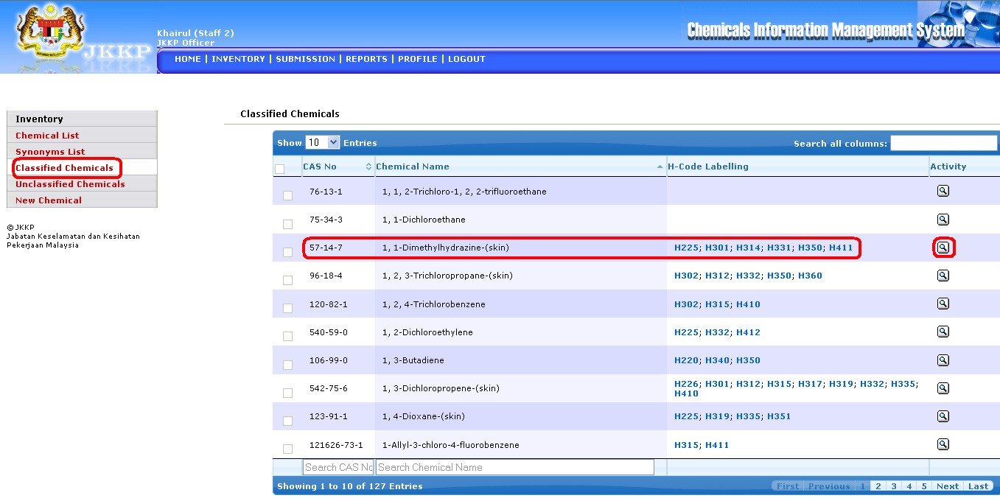 JKKP
Khairul (Staff 2)
JKKP Officer
Chemicals Information Management System
HOME | INVENTORY | SUBMISSION | REPORTS | PROFILE | LOGOUT
Inventory
Chemical List
Synonyms List
Classified Chemicals
Unclassified Chemicals
New Chemical
© JKKP
Jabatan Keselamatan dan Kesihatan
Pekerjaan Malaysia
Classified Chemicals
Show 10 Entries Search all columns:
CAS No Chemical Name H-Code Labelling Activity
76-13-1 1, 1, 2-Trichloro-1, 2, 2-trifluoroethane
75-34-3 1, 1-Dichloroethane
57-14-7 1, 1-Dimethylhydrazine-(skin) H225; H301; H314; H331; H350; H411
96-18-4 1, 2, 3-Trichloropropane-(skin) H302; H312; H332; H350; H360
120-82-1 1, 2, 4-Trichlorobenzene H302; H315; H410
540-59-0 1, 2-Dichloroethylene H225; H332; H412
106-99-0 1, 3-Butadiene H220; H340; H350
542-75-6 1, 3-Dichloropropene-(skin) H226; H301; H312; H315; H317; H319; H332; H335;
H410
123-91-1 1, 4-Dioxane-(skin) H225; H319; H335; H351
121626-73-1 1-Allyl-3-chloro-4-fluorobenzene H315; H411
Search CAS No Search Chemical Name
Showing 1 to 10 of 127 Entries First Previous 1 2 3 4 5 Next Last